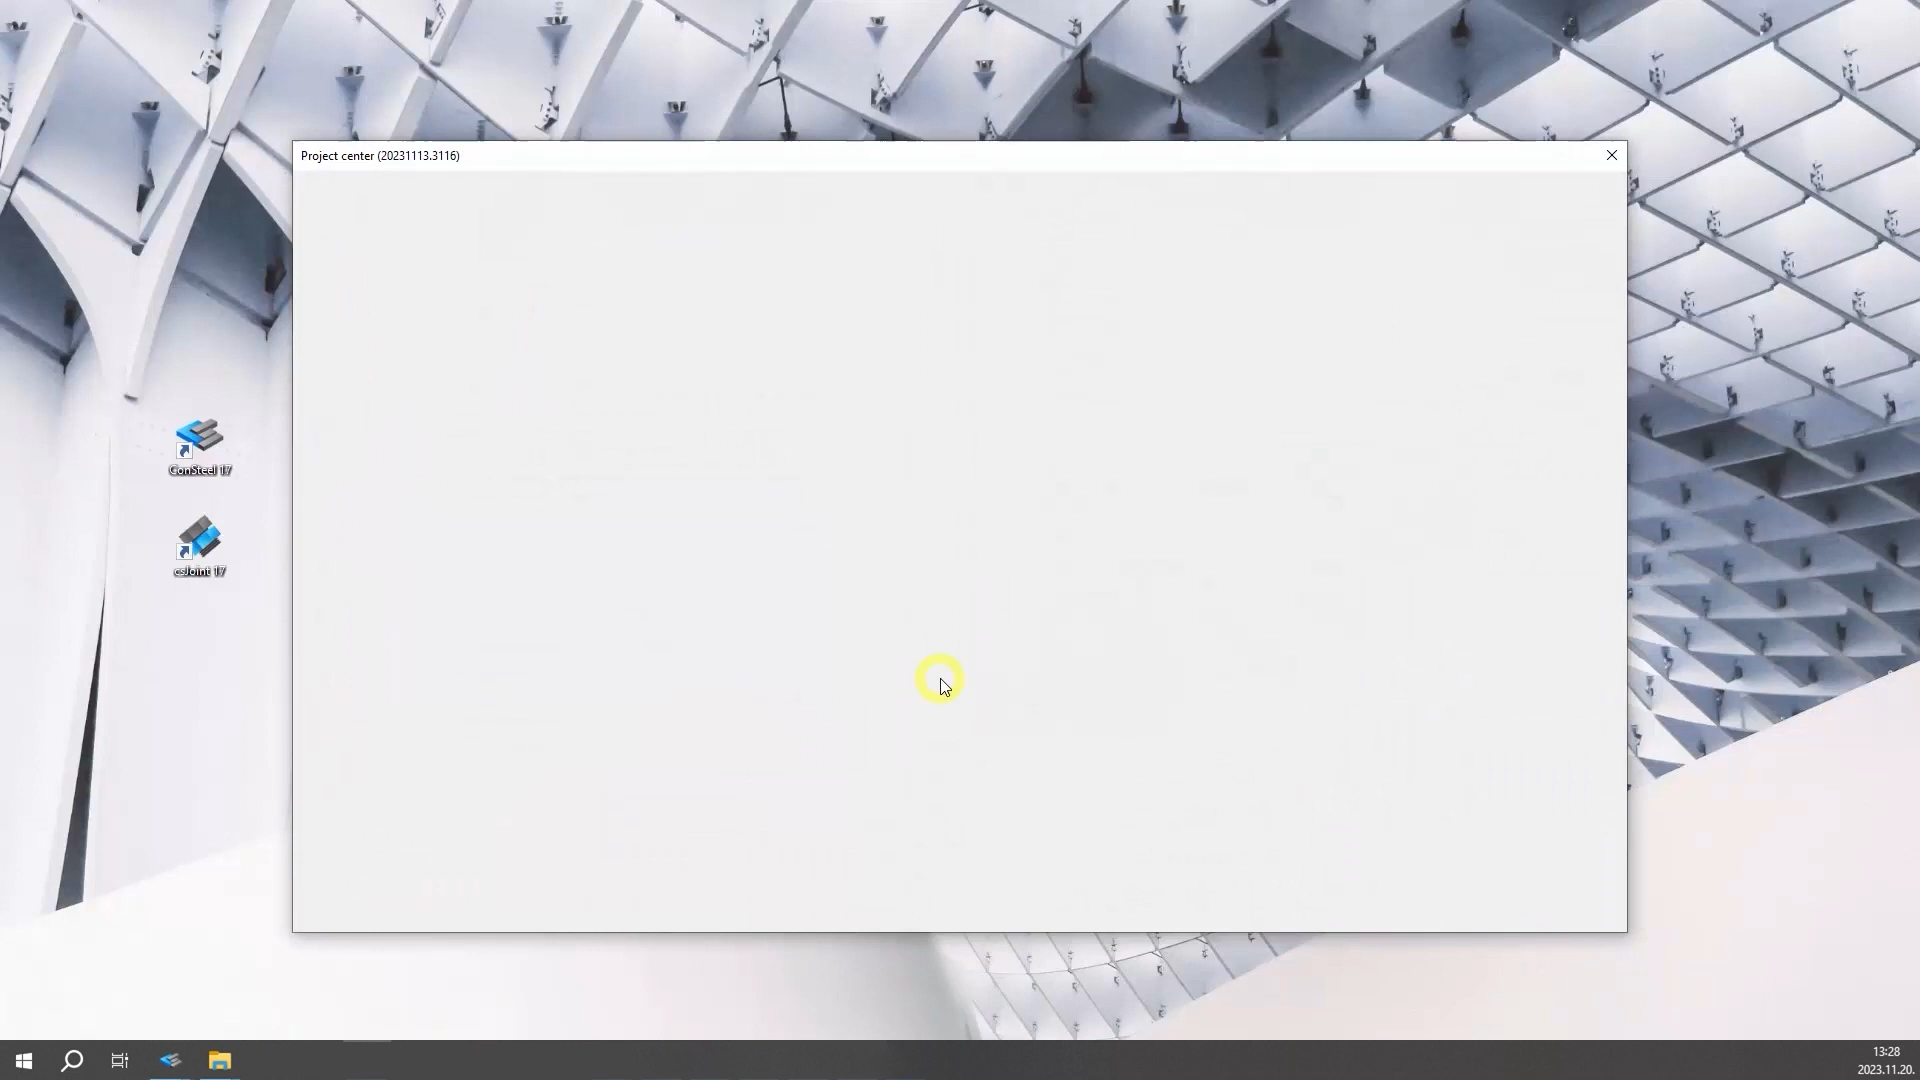 Project center (20231113.3116)
ConSteel 17
csJoint 17
13:28
2023.11.20.